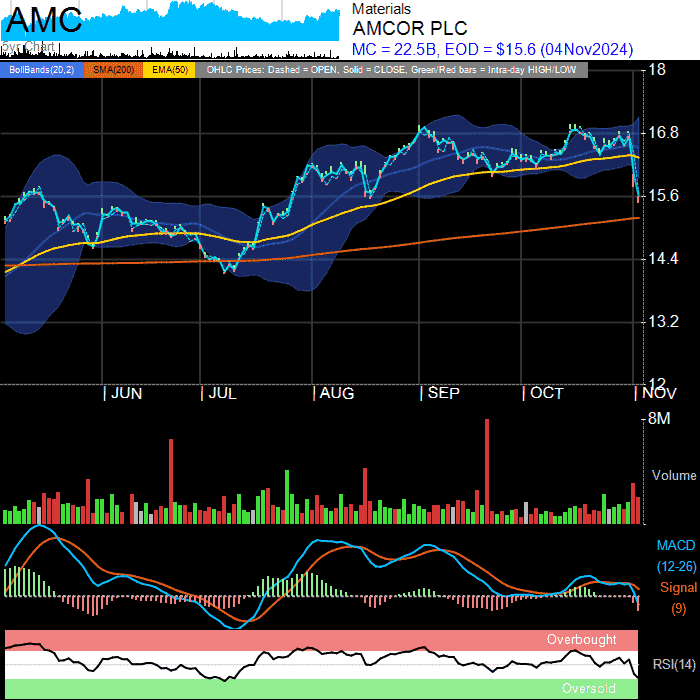 AMC
5yr Chart
Materials
AMCOR PLC
MC = 22.5B, EOD = $15.6 (04Nov2024)
BollBands(20,2) SMA(200) EMA(50) OHLC Prices: Dashed = OPEN, Solid = CLOSE, Green/Red bars = Intra-day HIGH/LOW
18
16.8
15.6
14.4
13.2
12
JUN JUL AUG SEP OCT NOV
8M
Volume
MACD
(12-26)
Signal
(9)
Overbought
RSI(14)
Oversold